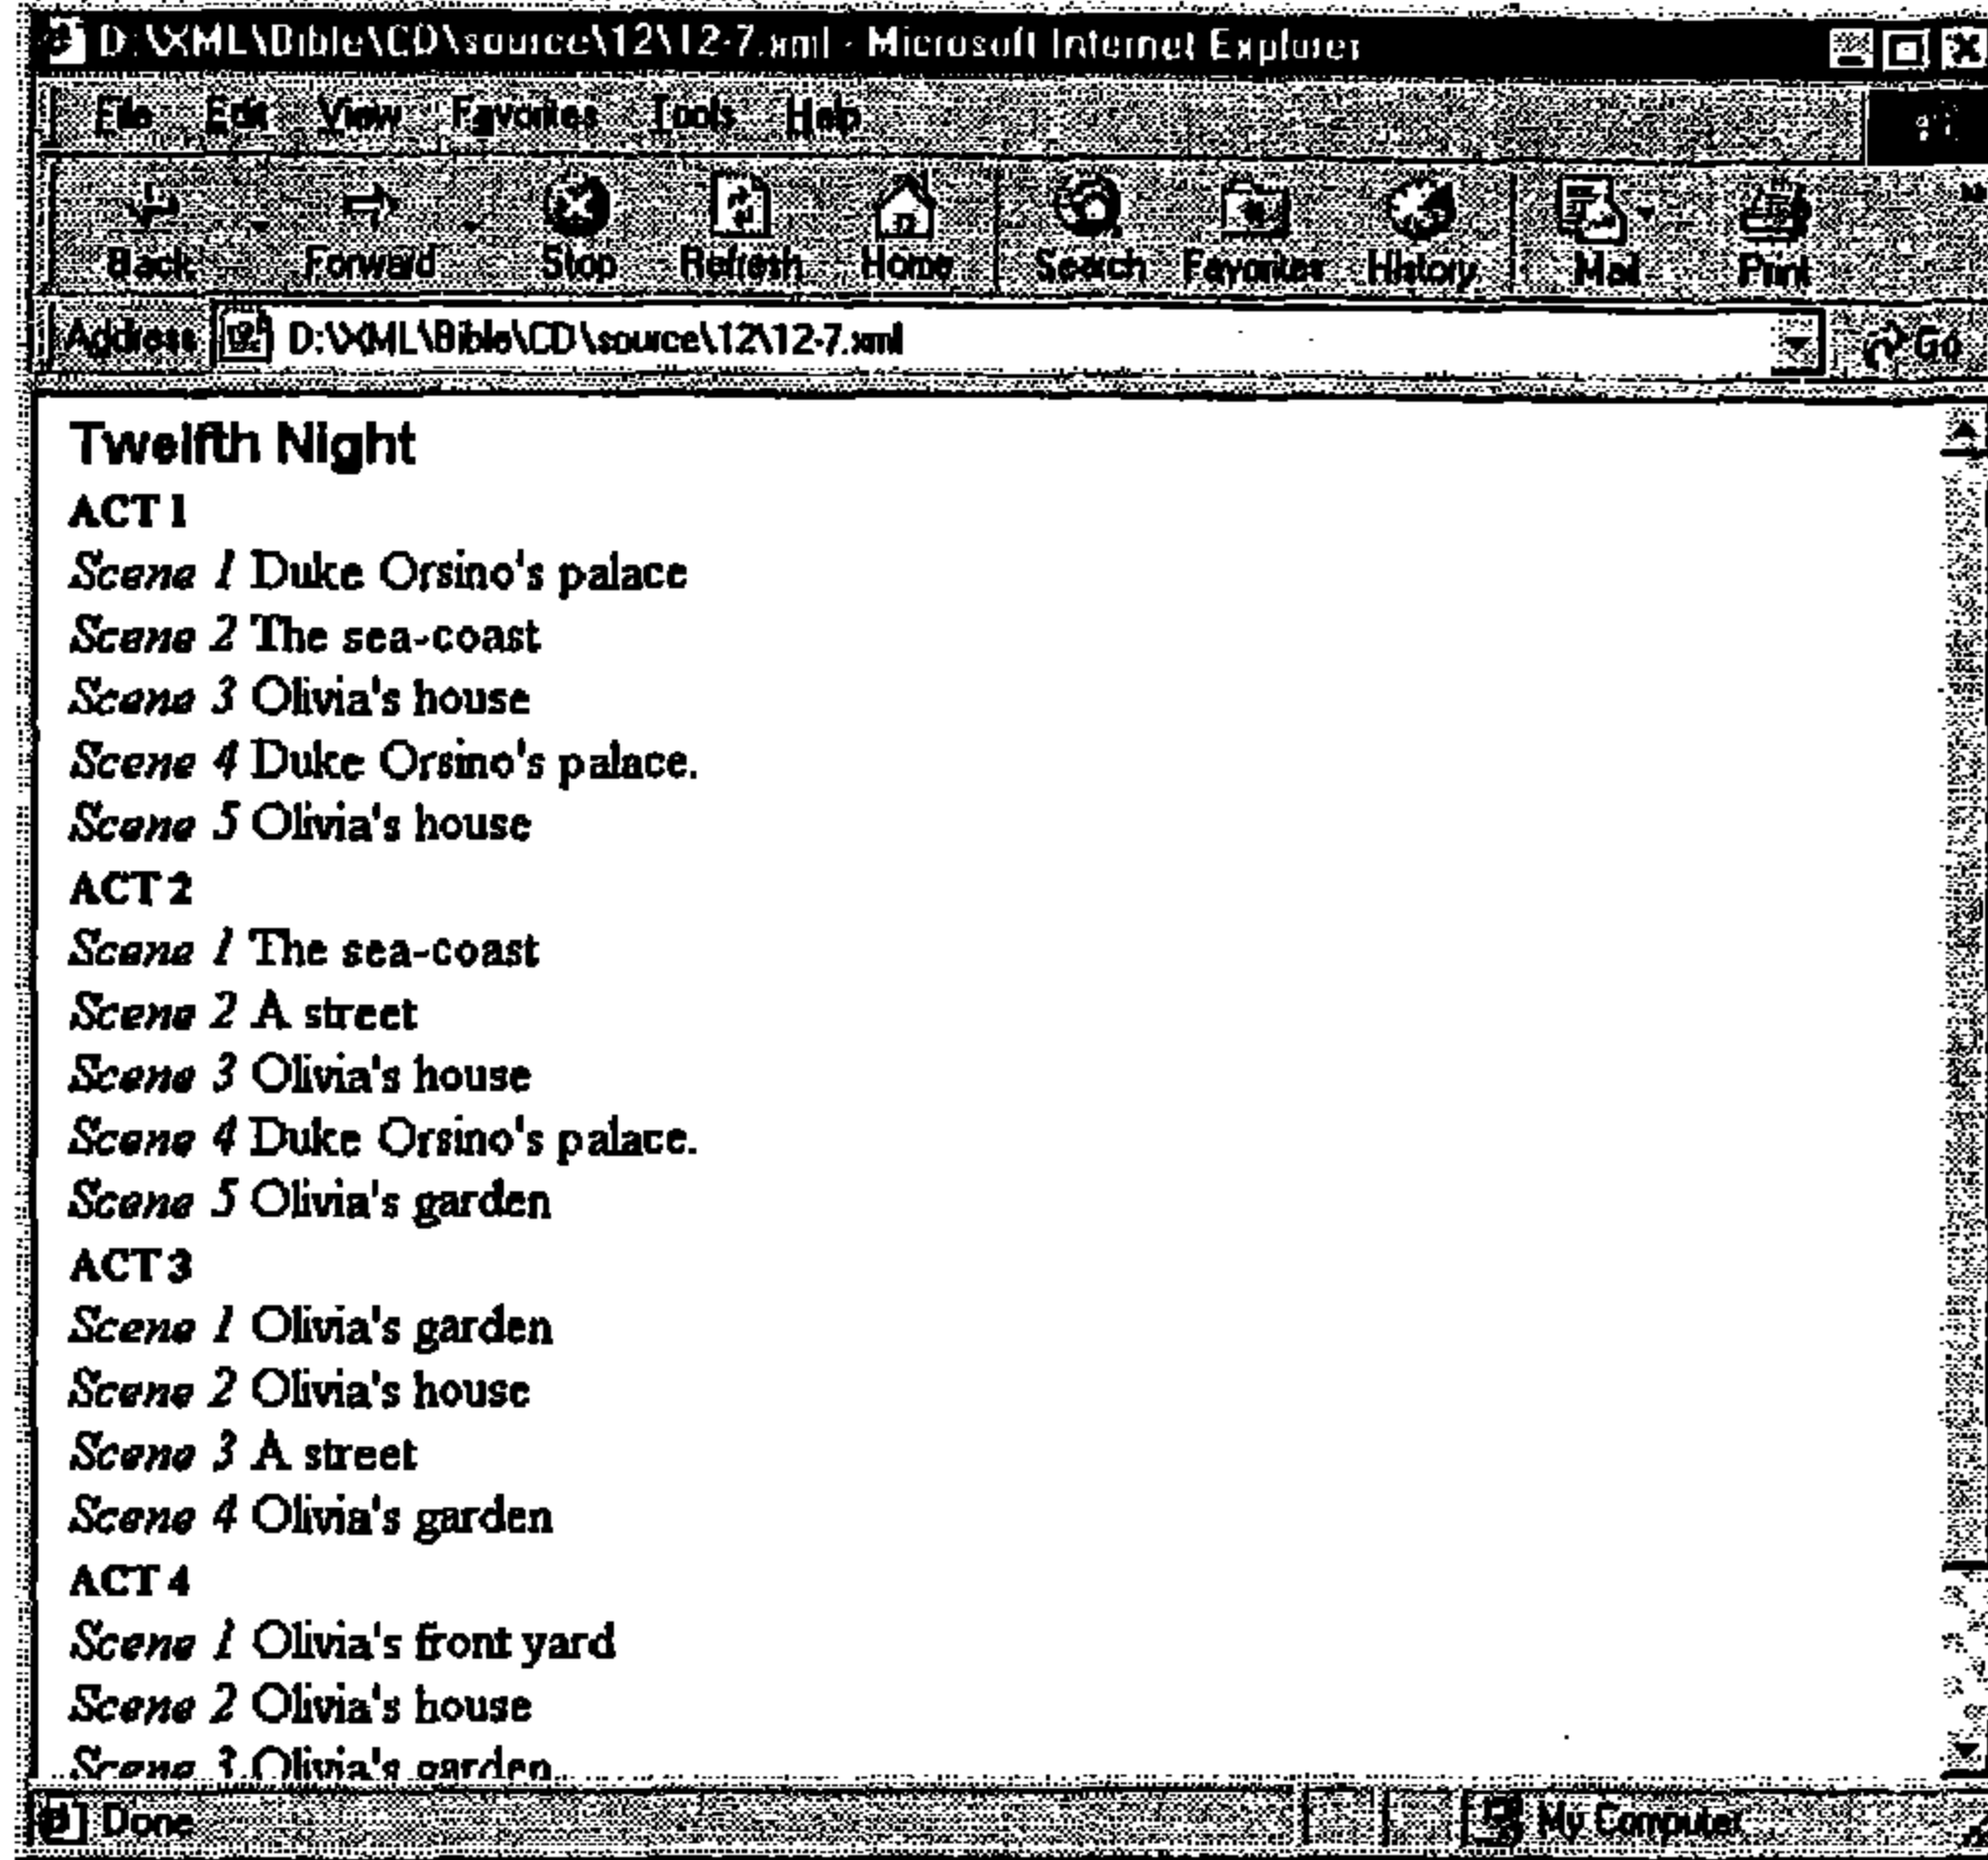 D:\XML\Bible\CD\source\12\12-7.xml - Microsoft Internet Explorer
File Edit View Favorites Tools Help
Back Forward Stop Refresh Home Search Favorites History Mail Print
Address D:\XML\Bible\CD\source\12\12-7.xml Go
Twelfth Night
ACT 1
Scene 1 Duke Orsino's palace
Scene 2 The sea-coast
Scene 3 Olivia's house
Scene 4 Duke Orsino's palace.
Scene 5 Olivia's house
ACT 2
Scene 1 The sea-coast
Scene 2 A street
Scene 3 Olivia's house
Scene 4 Duke Orsino's palace.
Scene 5 Olivia's garden
ACT 3
Scene 1 Olivia's garden
Scene 2 Olivia's house
Scene 3 A street
Scene 4 Olivia's garden
ACT 4
Scene 1 Olivia's front yard
Scene 2 Olivia's house
Scene 3 Olivia's garden
Done My Computer